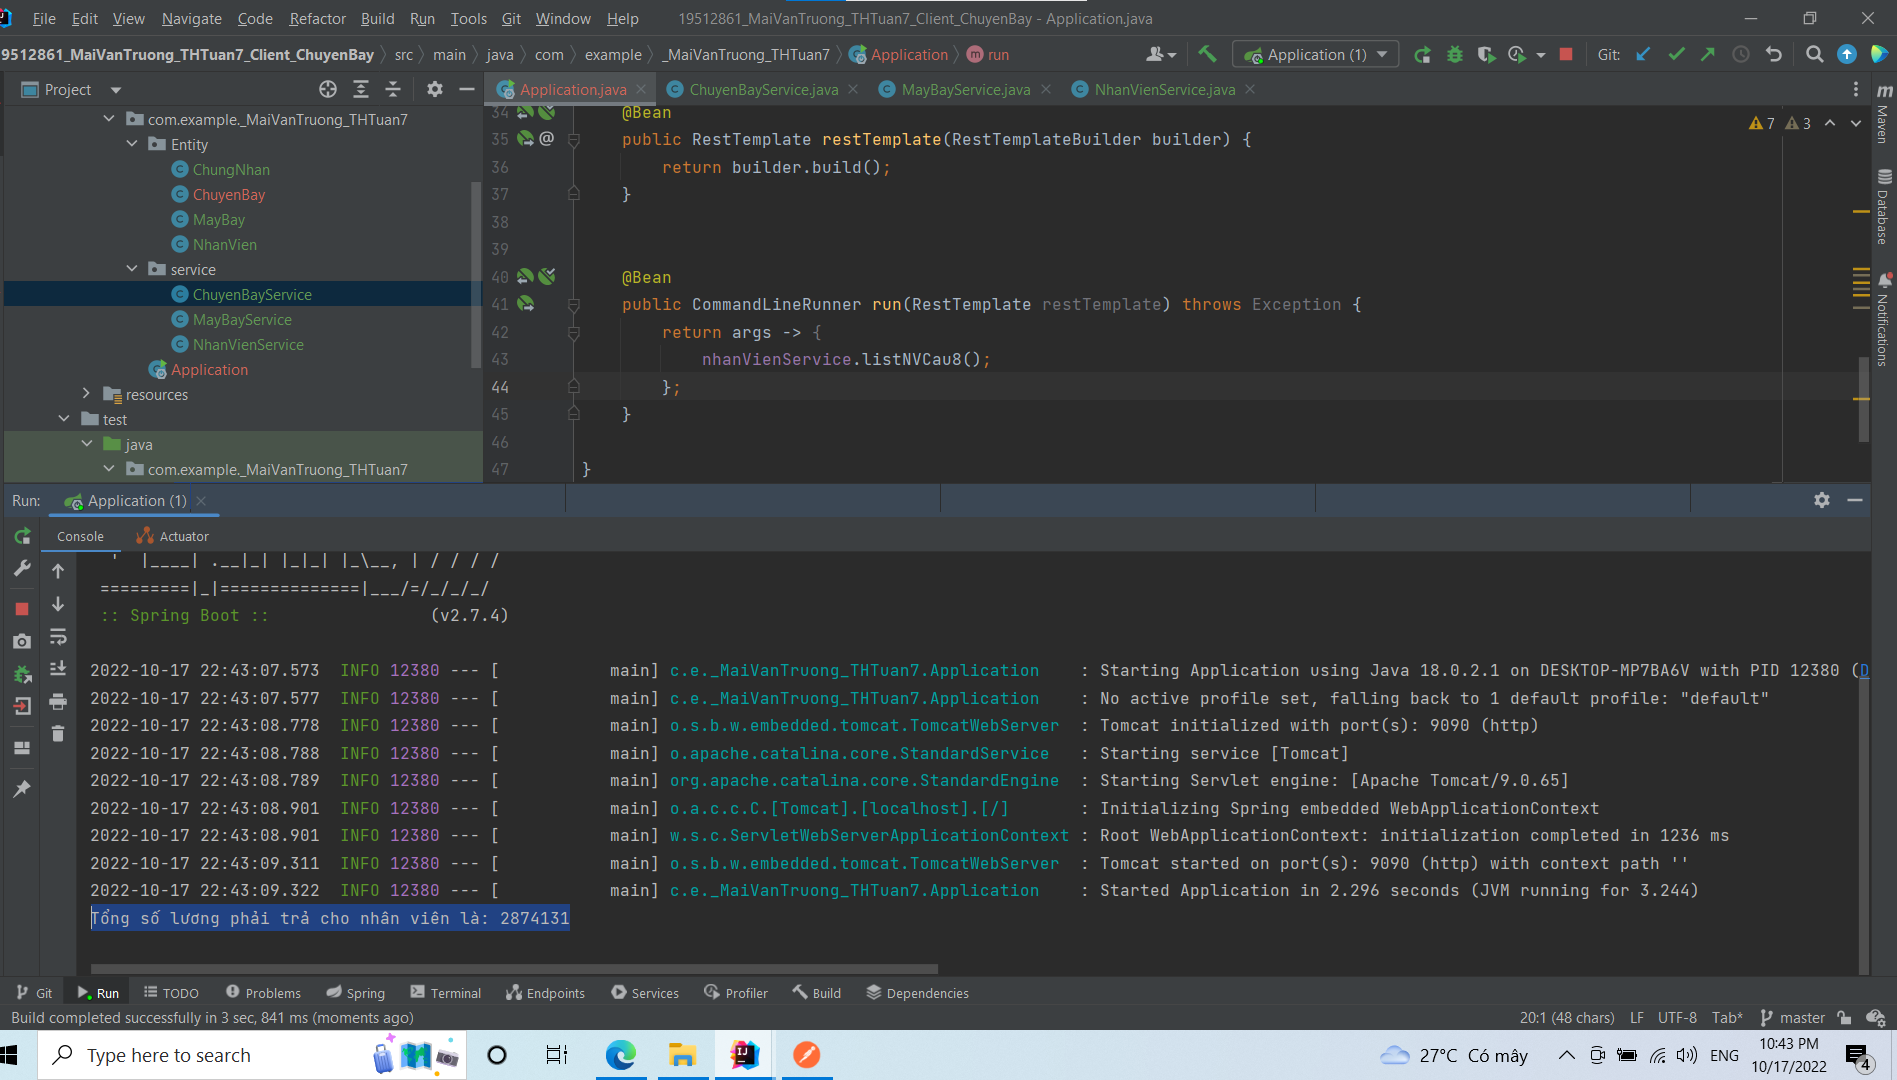 File Edit View Navigate Code Refactor Build Run Tools Git Window Help 19512861_MaiVanTruong_THTuan7_Client_ChuyenBay - Application.java
19512861_MaiVanTruong_THTuan7_Client_ChuyenBay src main java com example _MaiVanTruong_THTuan7 Application run Application (1) Git:
Project
Application.java ChuyenBayService.java MayBayService.java NhanVienService.java
com.example._MaiVanTruong_THTuan7
Entity
ChungNhan
ChuyenBay
MayBay
NhanVien
service
ChuyenBayService
MayBayService
NhanVienService
Application
resources
test
java
com.example._MaiVanTruong_THTuan7
7 3
34 @Bean
35 @ public RestTemplate restTemplate(RestTemplateBuilder builder) {
36 return builder.build();
37 }
38
39
40 @Bean
41 public CommandLineRunner run(RestTemplate restTemplate) throws Exception {
42 return args -> {
43 nhanVienService.listNVCau8();
44 };
45 }
46
47 }
Maven
Database
Notifications
Run: Application (1)
Console Actuator
' |____| .__|_| |_|_| |_\__, | / / / /
=========|_|==============|___/=/_/_/_/
:: Spring Boot :: (v2.7.4)
2022-10-17 22:43:07.573 INFO 12380 --- [ main] c.e._MaiVanTruong_THTuan7.Application : Starting Application using Java 18.0.2.1 on DESKTOP-MP7BA6V with PID 12380 (D
2022-10-17 22:43:07.577 INFO 12380 --- [ main] c.e._MaiVanTruong_THTuan7.Application : No active profile set, falling back to 1 default profile: "default"
2022-10-17 22:43:08.778 INFO 12380 --- [ main] o.s.b.w.embedded.tomcat.TomcatWebServer : Tomcat initialized with port(s): 9090 (http)
2022-10-17 22:43:08.788 INFO 12380 --- [ main] o.apache.catalina.core.StandardService : Starting service [Tomcat]
2022-10-17 22:43:08.789 INFO 12380 --- [ main] org.apache.catalina.core.StandardEngine : Starting Servlet engine: [Apache Tomcat/9.0.65]
2022-10-17 22:43:08.901 INFO 12380 --- [ main] o.a.c.c.C.[Tomcat].[localhost].[/] : Initializing Spring embedded WebApplicationContext
2022-10-17 22:43:08.901 INFO 12380 --- [ main] w.s.c.ServletWebServerApplicationContext : Root WebApplicationContext: initialization completed in 1236 ms
2022-10-17 22:43:09.311 INFO 12380 --- [ main] o.s.b.w.embedded.tomcat.TomcatWebServer : Tomcat started on port(s): 9090 (http) with context path ''
2022-10-17 22:43:09.322 INFO 12380 --- [ main] c.e._MaiVanTruong_THTuan7.Application : Started Application in 2.296 seconds (JVM running for 3.244)
Tổng số lương phải trả cho nhân viên là: 2874131
Git Run TODO Problems Spring Terminal Endpoints Services Profiler Build Dependencies
Build completed successfully in 3 sec, 841 ms (moments ago) 20:1 (48 chars) LF UTF-8 Tab* master
Type here to search 27°C Có mây ENG 10:43 PM
10/17/2022 4